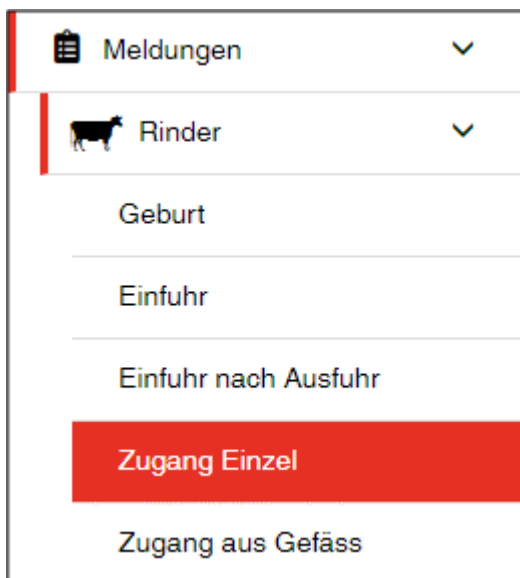 Meldungen
Rinder
Geburt
Einfuhr
Einfuhr nach Ausfuhr
Zugang Einzel
Zugang aus Gefäss